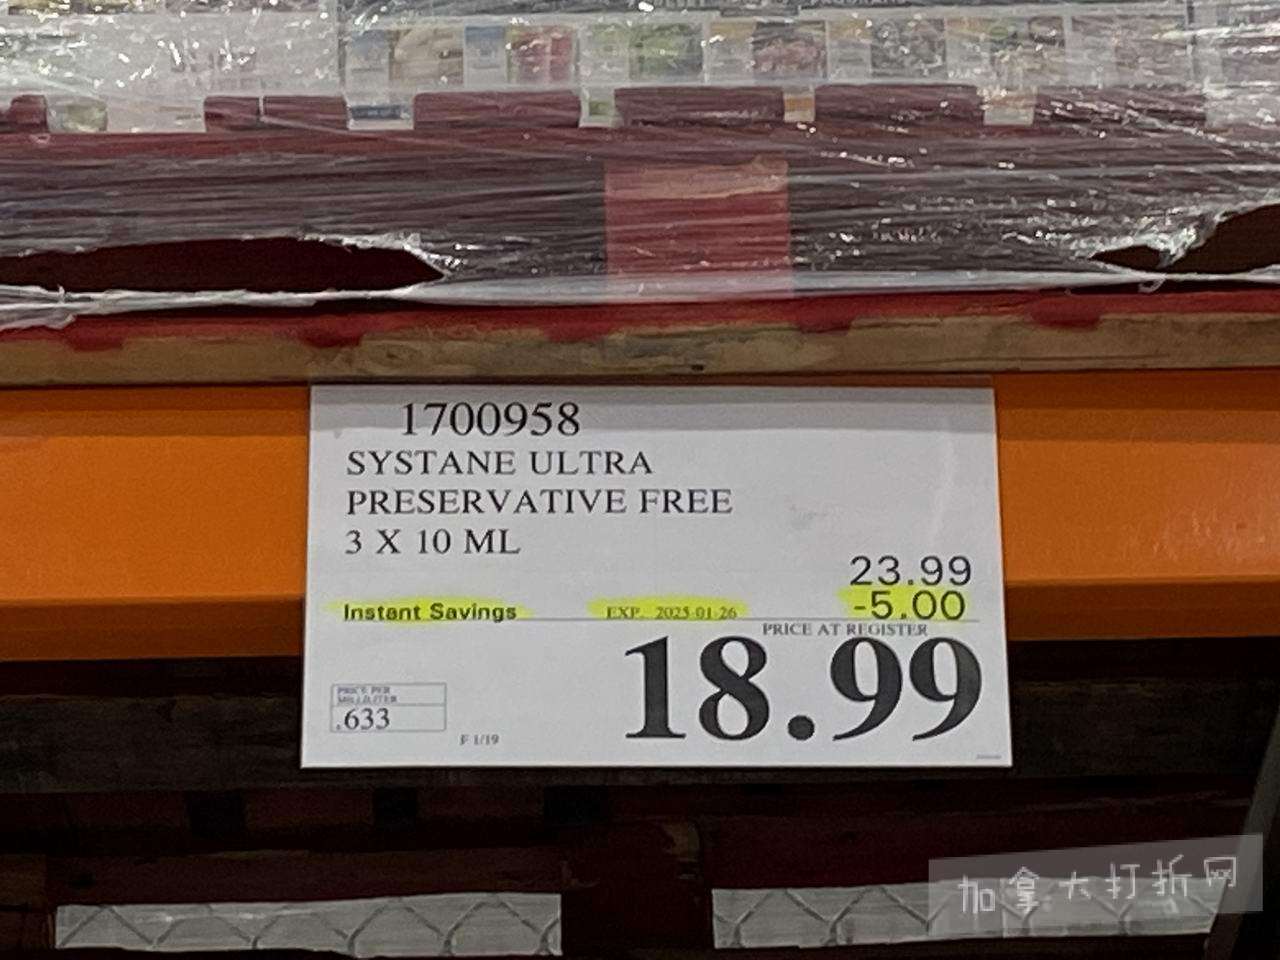 1700958
SYSTANE ULTRA
PRESERVATIVE FREE
3 X 10 ML
23.99
Instant Savings EXP. 2025-01-26 -5.00
PRICE AT REGISTER
18.99
PRICE PER
MILLILITER
.633
F 1/19
加拿大打折网